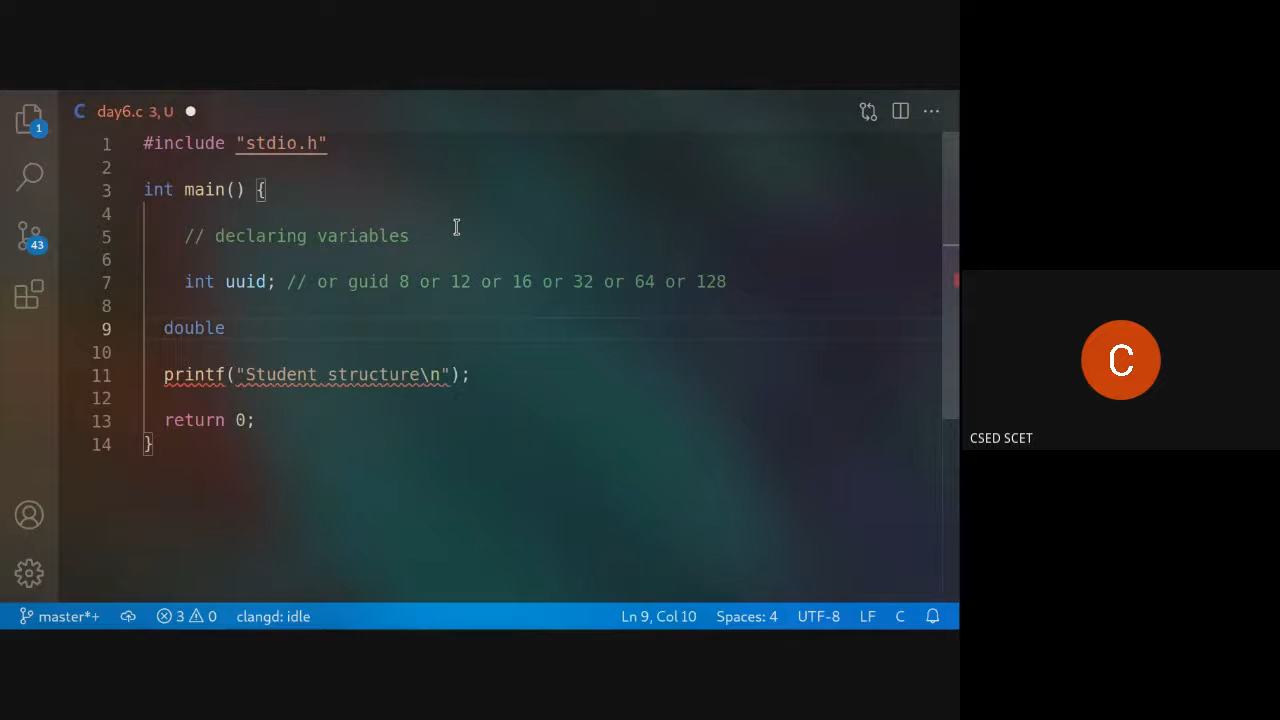 C day6.c 3, U
1
1 #include "stdio.h"
2
3 int main() {
4
5 // declaring variables
6
7 int uuid; // or guid 8 or 12 or 16 or 32 or 64 or 128
8
9 double
10
11 printf("Student structure\n");
12
13 return 0;
14 }
43
C
CSED SCET
master*+ 3 0 clangd: idle Ln 9, Col 10 Spaces: 4 UTF-8 LF C